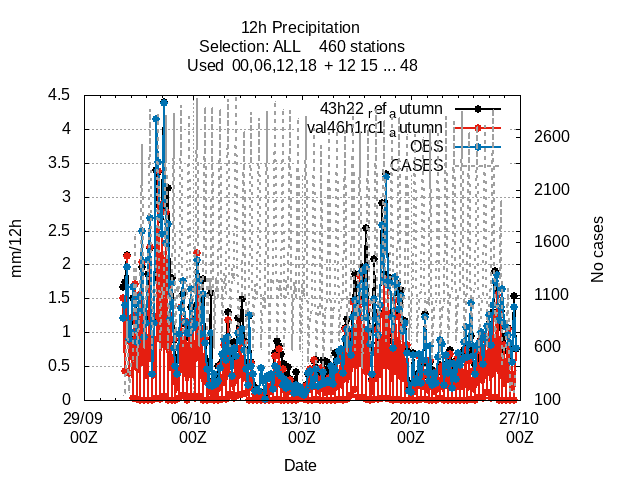 12h Precipitation
Selection: ALL 460 stations
Used 00,06,12,18 + 12 15 ... 48
43h22_ref_autumn
val46h1rc1_autumn
OBS
CASES
mm/12h
4.5
4
3.5
3
2.5
2
1.5
1
0.5
0
No cases
2600
2100
1600
1100
600
100
29/09 00Z
06/10 00Z
13/10 00Z
20/10 00Z
27/10 00Z
Date